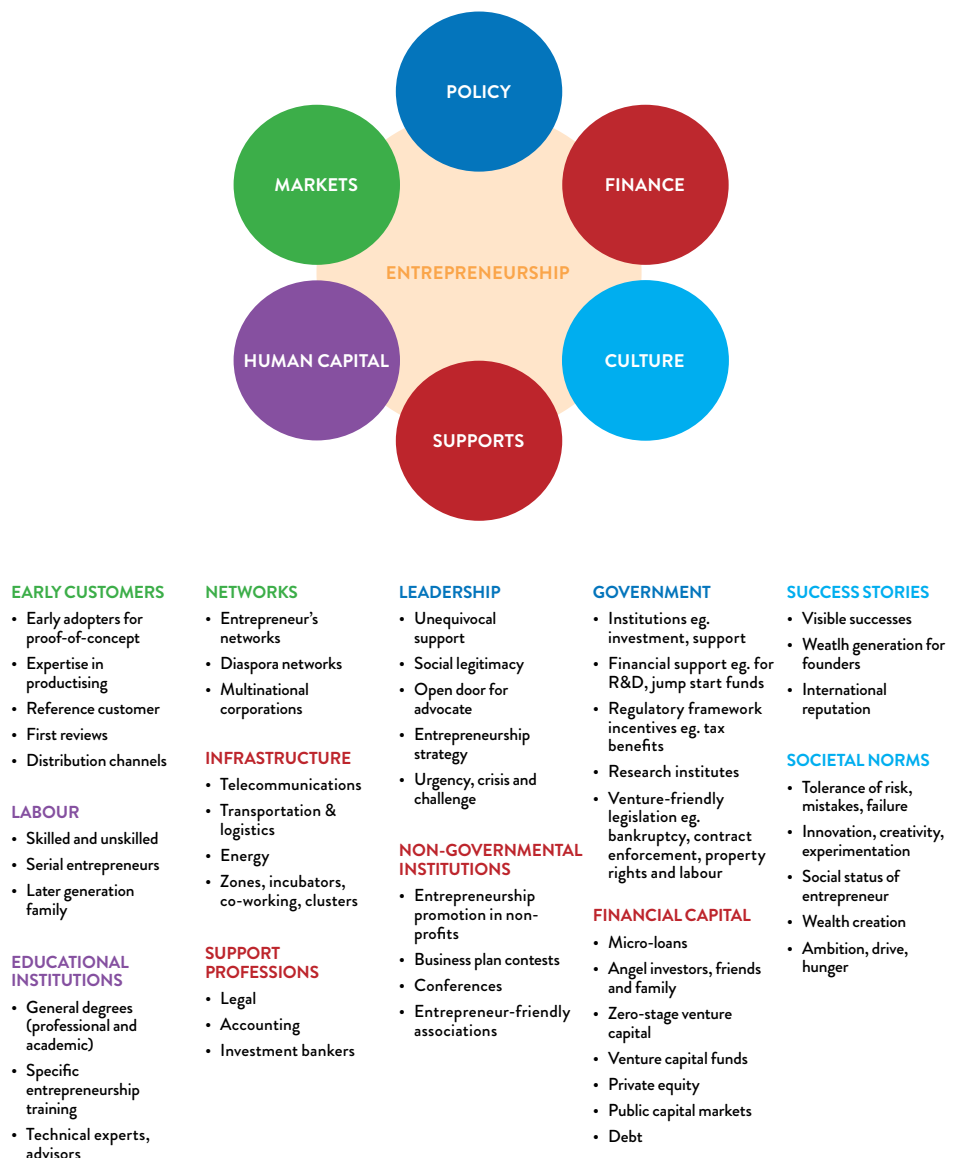 POLICY
MARKETS
FINANCE
ENTREPRENEURSHIP
HUMAN CAPITAL
CULTURE
SUPPORTS
EARLY CUSTOMERS
• Early adopters for
proof-of-concept
• Expertise in
productising
• Reference customer
• First reviews
• Distribution channels
LABOUR
• Skilled and unskilled
• Serial entrepreneurs
• Later generation
family
EDUCATIONAL
INSTITUTIONS
• General degrees
(professional and
academic)
• Specific
entrepreneurship
training
• Technical experts,
advisors
NETWORKS
• Entrepreneur's
networks
• Diaspora networks
• Multinational
corporations
INFRASTRUCTURE
• Telecommunications
• Transportation &
logistics
• Energy
• Zones, incubators,
co-working, clusters
SUPPORT
PROFESSIONS
• Legal
• Accounting
• Investment bankers
LEADERSHIP
• Unequivocal
support
• Social legitimacy
• Open door for
advocate
• Entrepreneurship
strategy
• Urgency, crisis and
challenge
NON-GOVERNMENTAL
INSTITUTIONS
• Entrepreneurship
promotion in non-
profits
• Business plan contests
• Conferences
• Entrepreneur-friendly
associations
GOVERNMENT
• Institutions eg.
investment, support
• Financial support eg. for
R&D, jump start funds
• Regulatory framework
incentives eg. tax
benefits
• Research institutes
• Venture-friendly
legislation eg.
bankruptcy, contract
enforcement, property
rights and labour
FINANCIAL CAPITAL
• Micro-loans
• Angel investors, friends
and family
• Zero-stage venture
capital
• Venture capital funds
• Private equity
• Public capital markets
• Debt
SUCCESS STORIES
• Visible successes
• Weatlh generation for
founders
• International
reputation
SOCIETAL NORMS
• Tolerance of risk,
mistakes, failure
• Innovation, creativity,
experimentation
• Social status of
entrepreneur
• Wealth creation
• Ambition, drive,
hunger